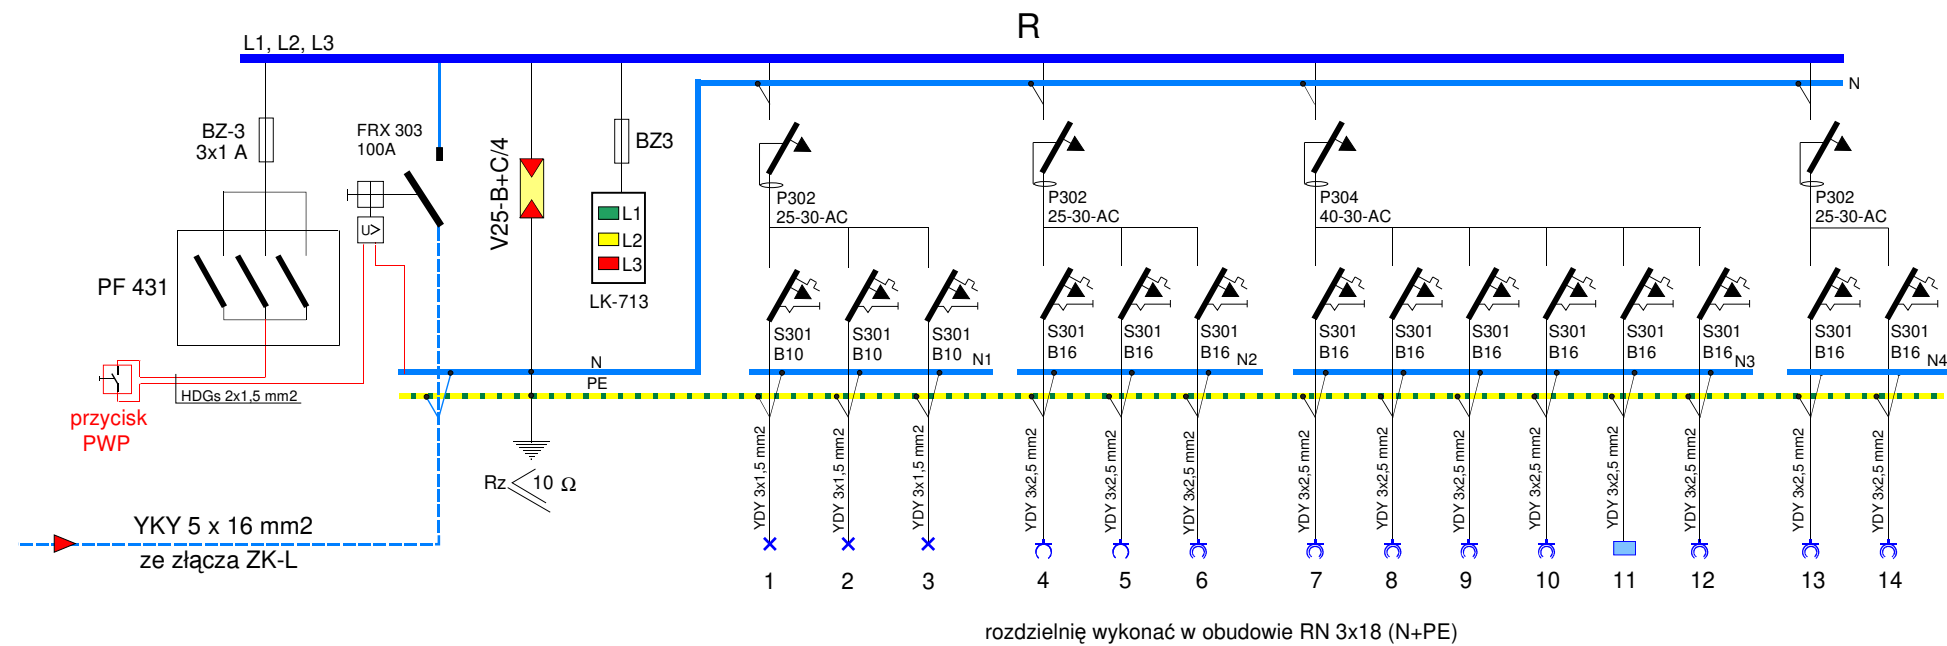 R
L1, L2, L3
N
BZ-3
3x1 A
FRX 303
100A
V25-B+C/4
BZ3
L1
L2
L3
LK-713
U>
PF 431
P302
25-30-AC
P302
25-30-AC
P304
40-30-AC
P302
25-30-AC
S301
B10
S301
B10
S301
B10
N1
S301
B16
S301
B16
S301
B16
N2
S301
B16
S301
B16
S301
B16
S301
B16
S301
B16
S301
B16
N3
S301
B16
S301
B16
N4
N
PE
HDGs 2x1,5 mm2
przycisk
PWP
Rz < 10 Ω
YKY 5 x 16 mm2
ze złącza ZK-L
YDY 3x1,5 mm2
YDY 3x1,5 mm2
YDY 3x1,5 mm2
YDY 3x2,5 mm2
YDY 3x2,5 mm2
YDY 3x2,5 mm2
YDY 3x2,5 mm2
YDY 3x2,5 mm2
YDY 3x2,5 mm2
YDY 3x2,5 mm2
YDY 3x2,5 mm2
YDY 3x2,5 mm2
YDY 3x2,5 mm2
YDY 3x2,5 mm2
1 2 3 4 5 6 7 8 9 10 11 12 13 14
rozdzielnię wykonać w obudowie RN 3x18 (N+PE)